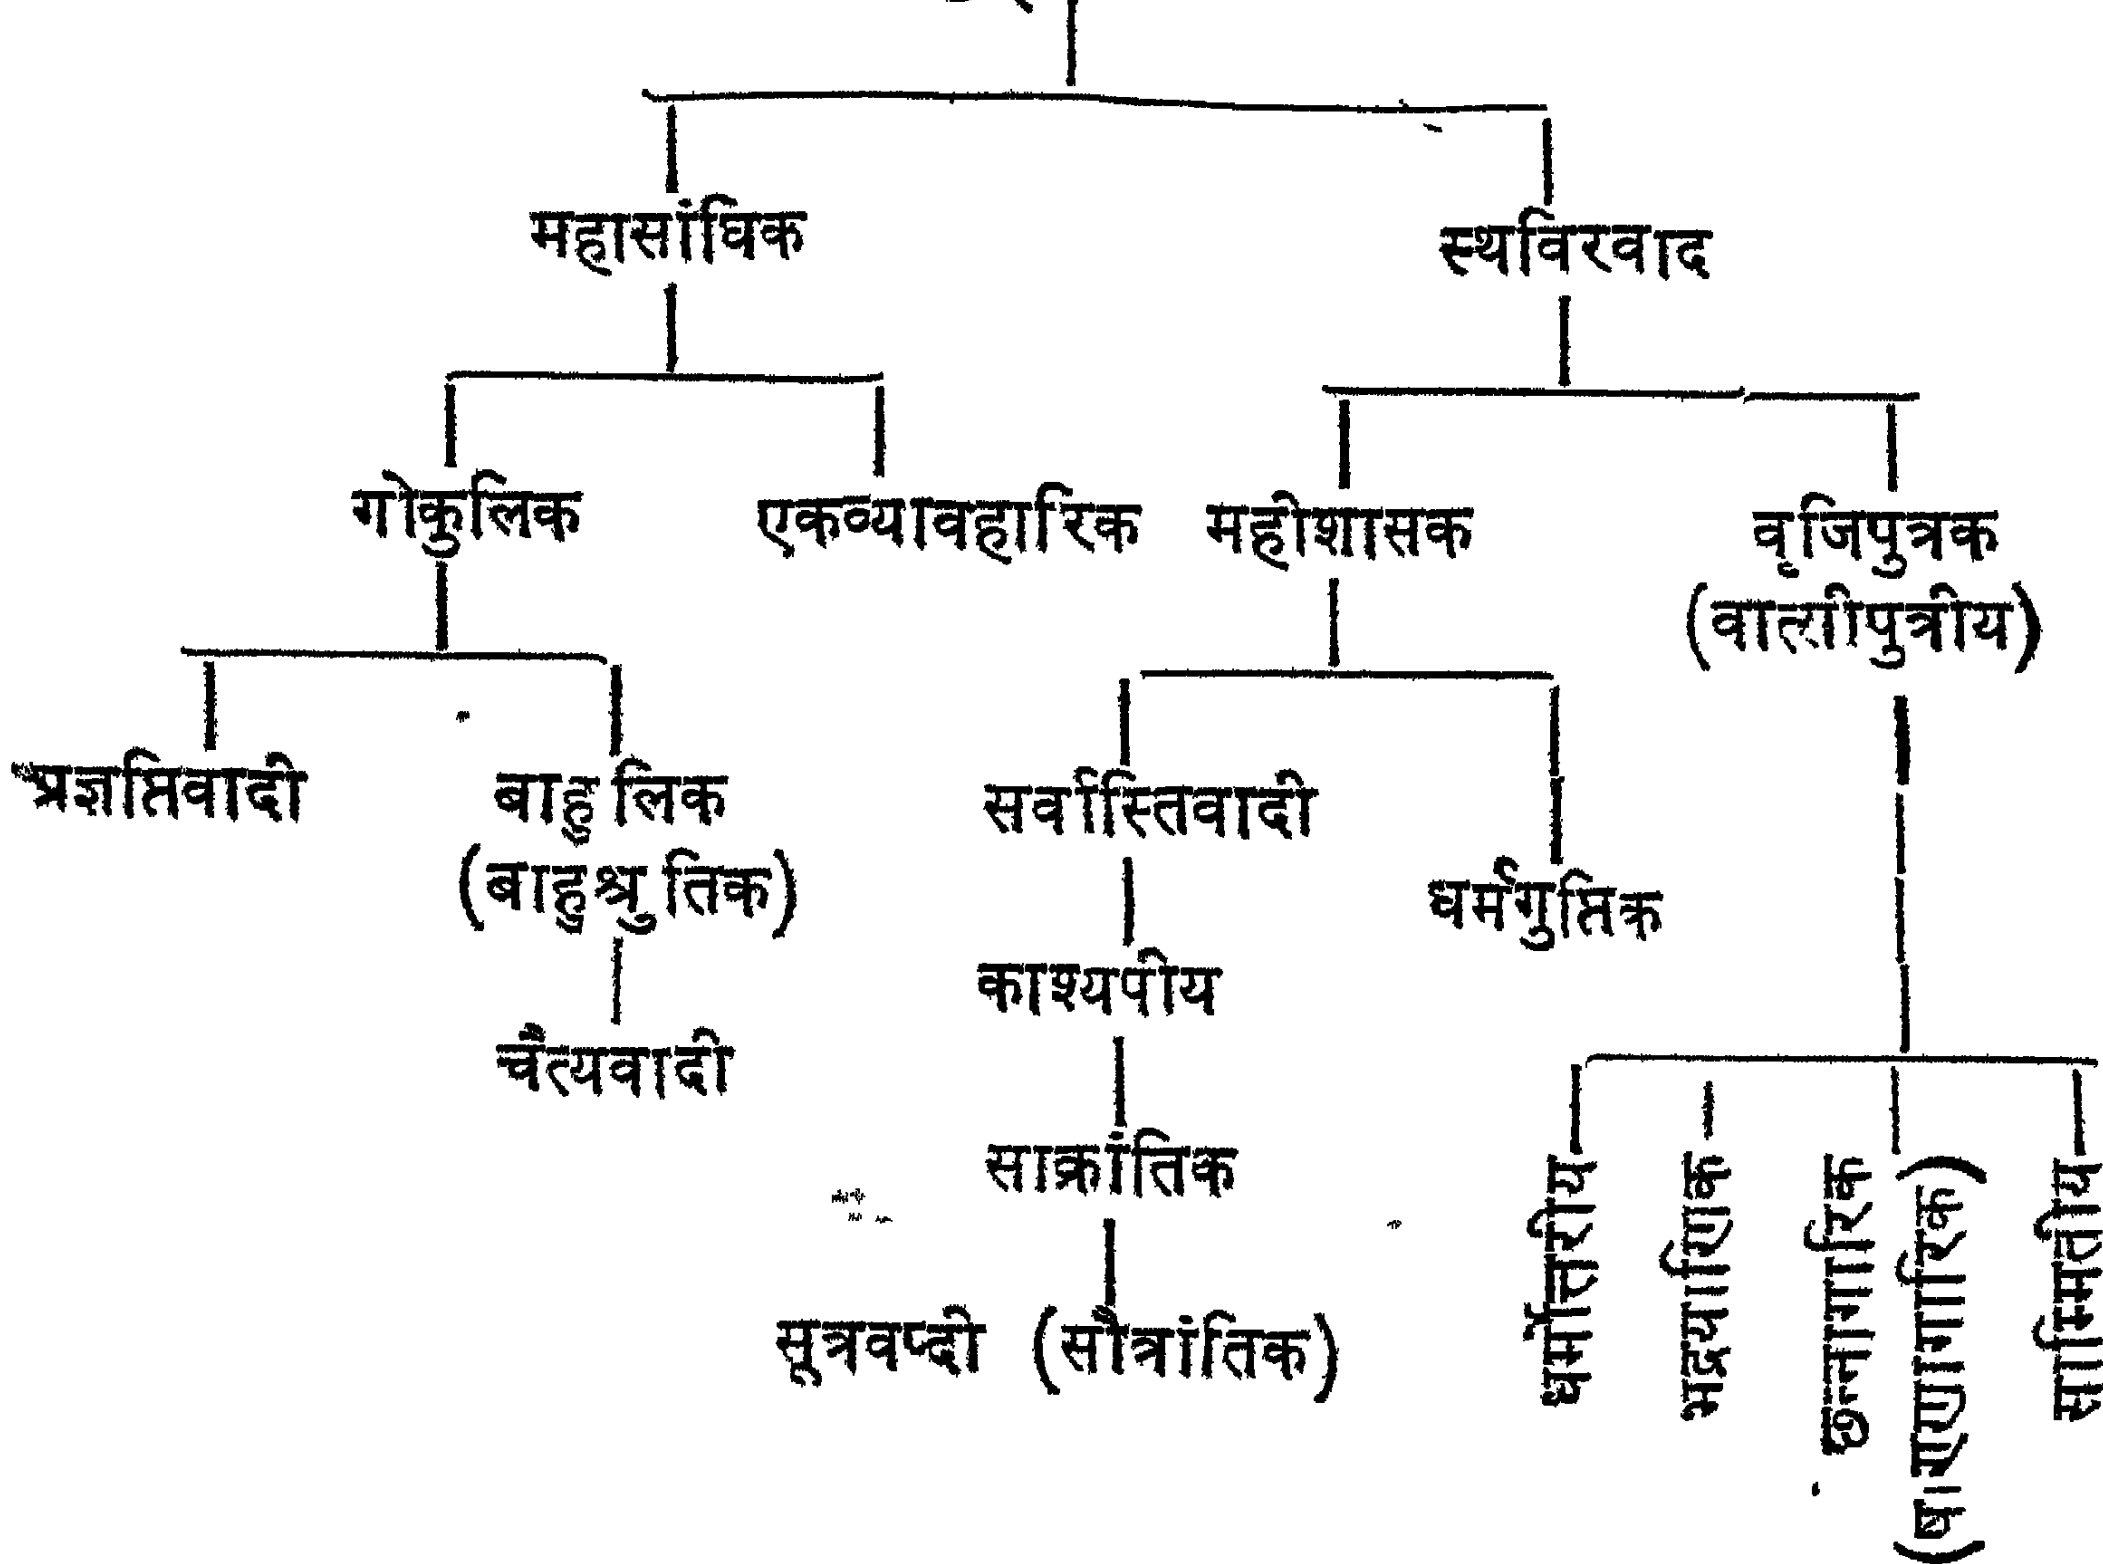 महासांघिक
स्थविरवाद
गोकुलिक
एकव्यावहारिक
महीशासक
वृजिपुत्रक
(वात्सीपुत्रीय)
प्रज्ञप्तिवादी
बाहुलिक
(बाहुश्रुतिक)
सर्वास्तिवादी
धर्मगुप्तिक
काश्यपीय
चैत्यवादी
साक्रांतिक
धर्मोत्तरीय
भद्रयाणिक
छन्नागारिक
(षाण्णागारिक)
साम्मितीय
सूत्रवादी (सौत्रांतिक)